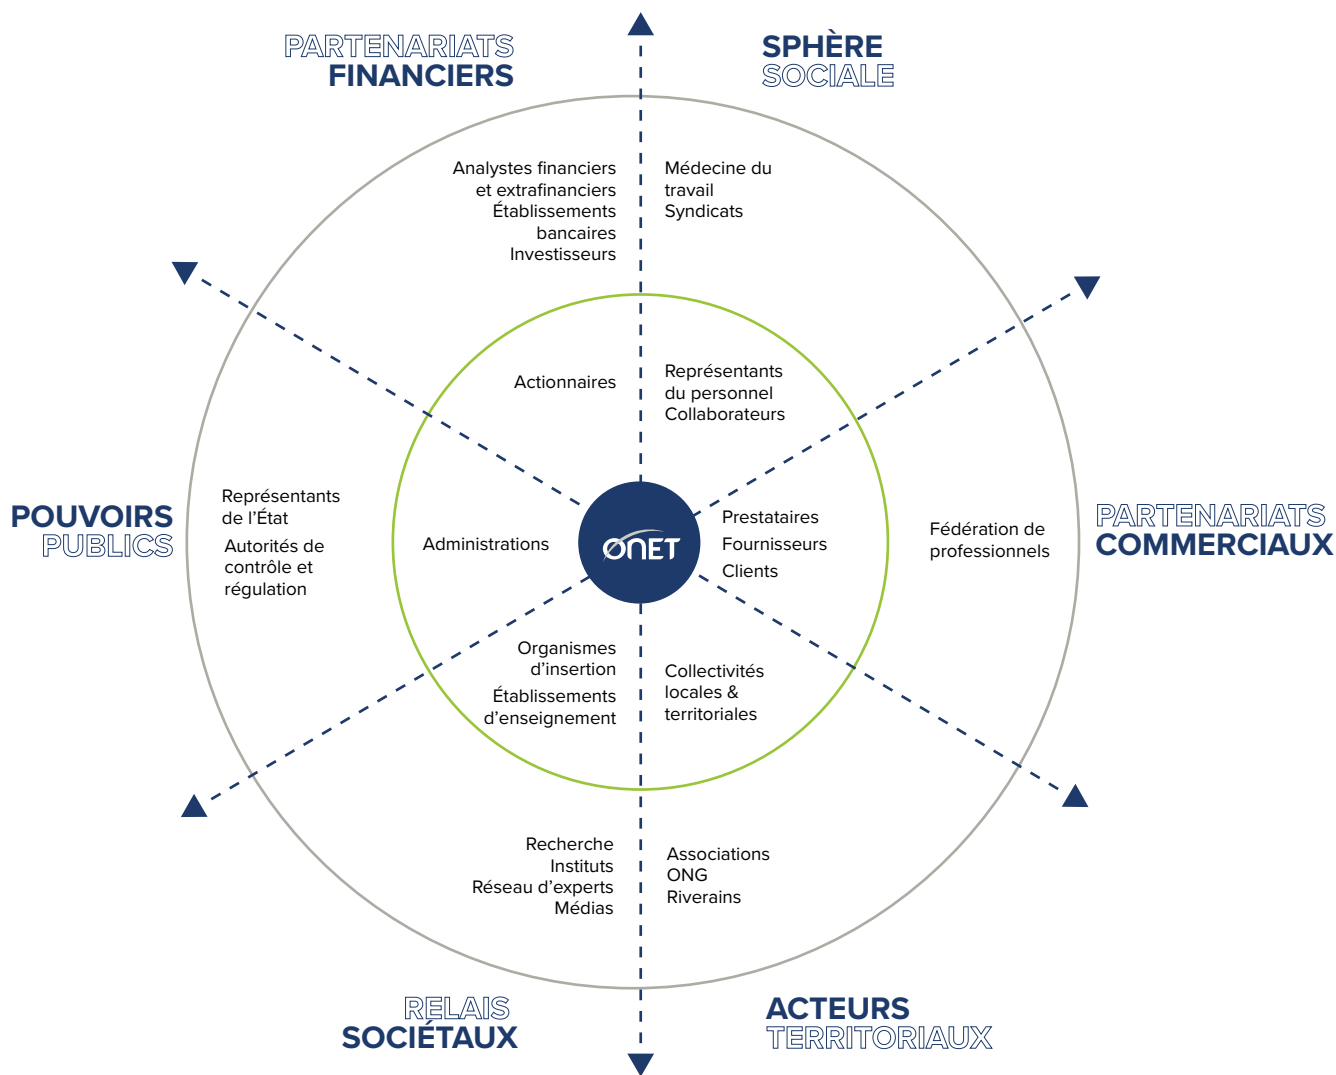 PARTENARIATS
FINANCIERS
SPHÈRE
SOCIALE
Analystes financiers
et extrafinanciers
Établissements
bancaires
Investisseurs
Médecine du
travail
Syndicats
Actionnaires
Représentants
du personnel
Collaborateurs
POUVOIRS
PUBLICS
Représentants
de l’État
Autorités de
contrôle et
régulation
Administrations
ONET
Prestataires
Fournisseurs
Clients
Fédération de
professionnels
PARTENARIATS
COMMERCIAUX
Organismes
d’insertion
Établissements
d’enseignement
Collectivités
locales &
territoriales
Recherche
Instituts
Réseau d’experts
Médias
Associations
ONG
Riverains
RELAIS
SOCIÉTAUX
ACTEURS
TERRITORIAUX